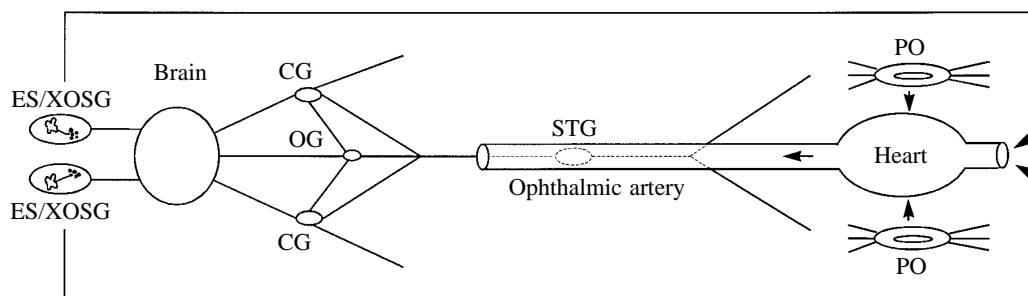 PO
CG
Brain
ES/XOSG
STG
OG
Heart
Ophthalmic artery
ES/XOSG
CG
PO